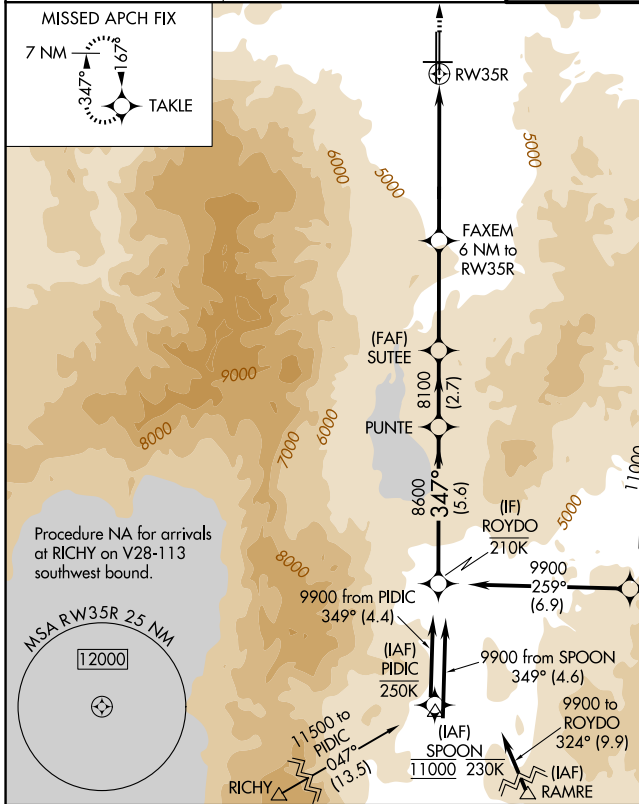 MISSED APCH FIX
7 NM
347°
167°
TAKLE
RW35R
6000
5000
5000
FAXEM
6 NM to
RW35R
(FAF)
SUTEE
8100
(2.7)
9000
8000
7000
6000
PUNTE
8600
347°
(5.6)
11000
5000
(IF)
ROYDO
210K
Procedure NA for arrivals
at RICHY on V28-113
southwest bound.
8000
9900
259°
(6.9)
9900 from PIDIC
349° (4.4)
MSA RW35R 25 NM
12000
(IAF)
PIDIC
250K
9900 from SPOON
349° (4.6)
11500 to
PIDIC
047°
(13.5)
(IAF)
SPOON
11000 230K
9900 to
ROYDO
324° (9.9)
RICHY
(IAF)
RAMRE